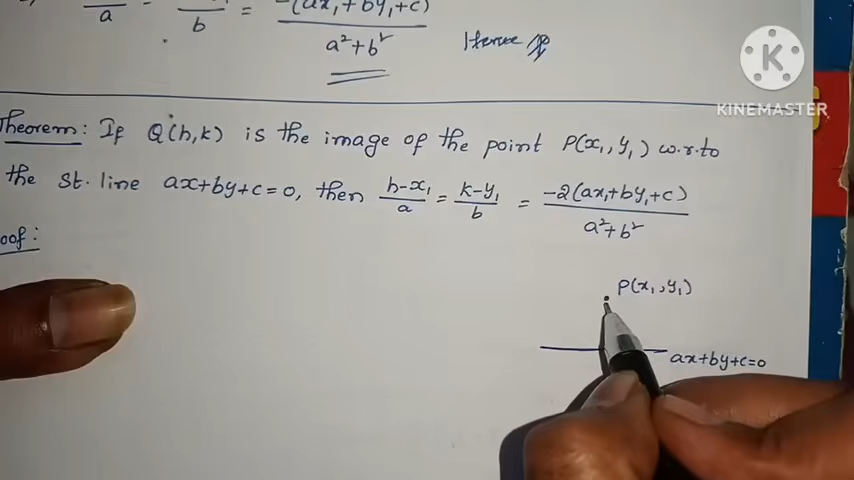 a b = -(ax₁+by₁+c)
a²+b² Hence
K
KINEMASTER
Theorem: If Q(h,k) is the image of the point P(x₁,y₁) w.r.to
the st.line ax+by+c=0, then h-x₁/a = k-y₁/b = -2(ax₁+by₁+c)/a²+b²
oof:
P(x₁,y₁)
ax+by+c=0